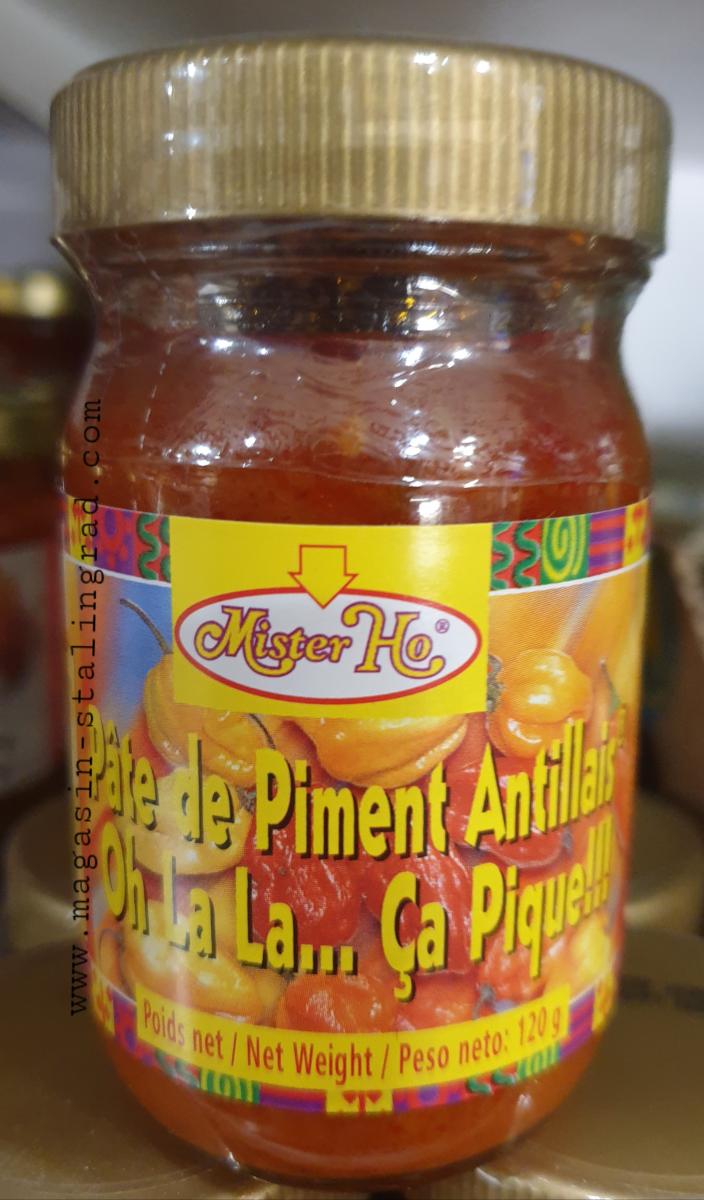 Mister Ho®
Pâte de Piment Antillais
Oh La La... Ça Pique!!!
Poids net / Net Weight / Peso neto: 120 g
www.magasin-stalingrad.com